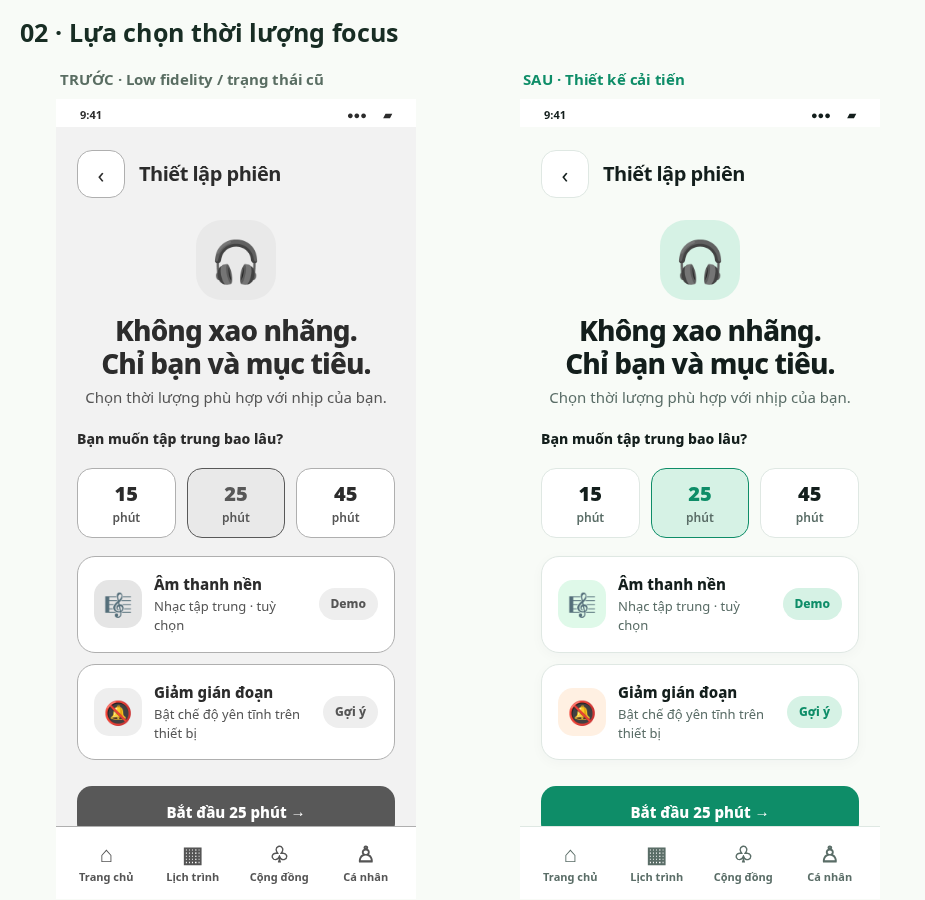 02 · Lựa chọn thời lượng focus
TRƯỚC · Low fidelity / trạng thái cũ
9:41
‹ Thiết lập phiên
Không xao nhãng.
Chỉ bạn và mục tiêu.
Chọn thời lượng phù hợp với nhịp của bạn.
Bạn muốn tập trung bao lâu?
15 25 45
phút phút phút
Âm thanh nền
Nhạc tập trung · tuỳ
chọn
Demo
Giảm gián đoạn
Bật chế độ yên tĩnh trên
thiết bị
Gợi ý
Bắt đầu 25 phút →
Trang chủ Lịch trình Cộng đồng Cá nhân
SAU · Thiết kế cải tiến
9:41
‹ Thiết lập phiên
Không xao nhãng.
Chỉ bạn và mục tiêu.
Chọn thời lượng phù hợp với nhịp của bạn.
Bạn muốn tập trung bao lâu?
15 25 45
phút phút phút
Âm thanh nền
Nhạc tập trung · tuỳ
chọn
Demo
Giảm gián đoạn
Bật chế độ yên tĩnh trên
thiết bị
Gợi ý
Bắt đầu 25 phút →
Trang chủ Lịch trình Cộng đồng Cá nhân